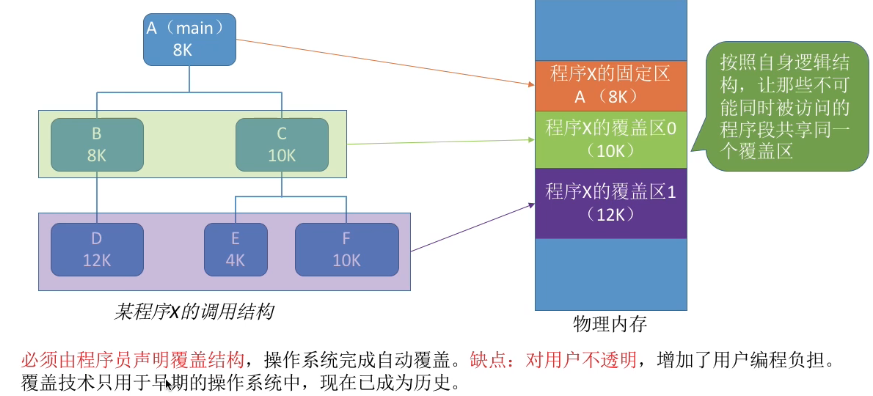 A（main）
8K
B
8K
C
10K
D
12K
E
4K
F
10K
某程序X的调用结构
程序X的固定区
A（8K）
程序X的覆盖区0
（10K）
程序X的覆盖区1
（12K）
物理内存
按照自身逻辑结
构，让那些不可
能同时被访问的
程序段共享同一
个覆盖区
必须由程序员声明覆盖结构，操作系统完成自动覆盖。缺点：对用户不透明，增加了用户编程负担。
覆盖技术只用于早期的操作系统中，现在已成为历史。